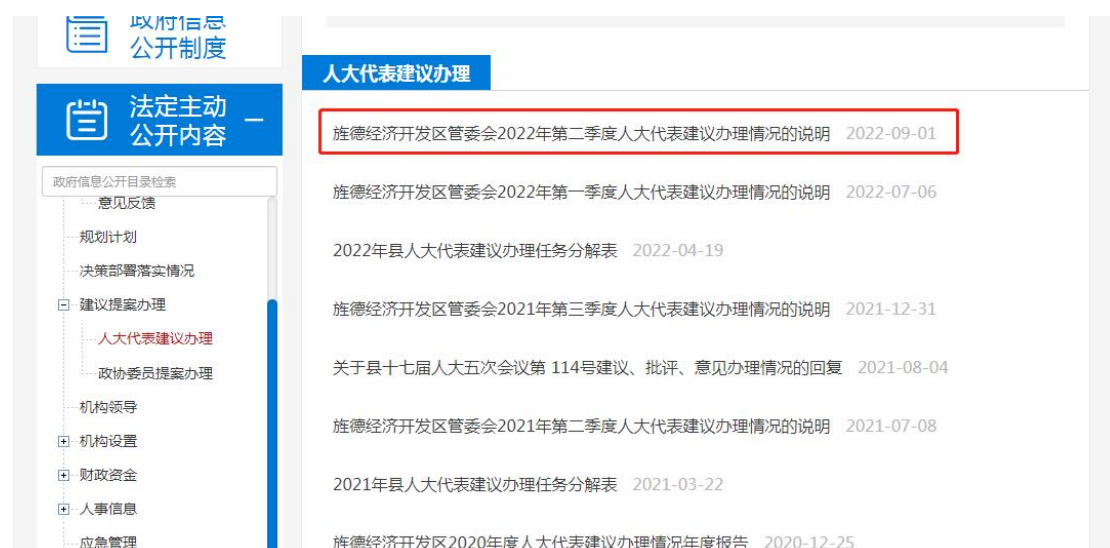 政府信息
公开制度
法定主动
公开内容
政府信息公开目录检索
意见反馈
规划计划
决策部署落实情况
建议提案办理
人大代表建议办理
政协委员提案办理
机构领导
机构设置
财政资金
人事信息
应急管理
人大代表建议办理
旌德经济开发区管委会2022年第二季度人大代表建议办理情况的说明 2022-09-01
旌德经济开发区管委会2022年第一季度人大代表建议办理情况的说明 2022-07-06
2022年县人大代表建议办理任务分解表 2022-04-19
旌德经济开发区管委会2021年第三季度人大代表建议办理情况的说明 2021-12-31
关于县十七届人大五次会议第 114号建议、批评、意见办理情况的回复 2021-08-04
旌德经济开发区管委会2021年第二季度人大代表建议办理情况的说明 2021-07-08
2021年县人大代表建议办理任务分解表 2021-03-22
旌德经济开发区2020年度人大代表建议办理情况年度报告 2020-12-25